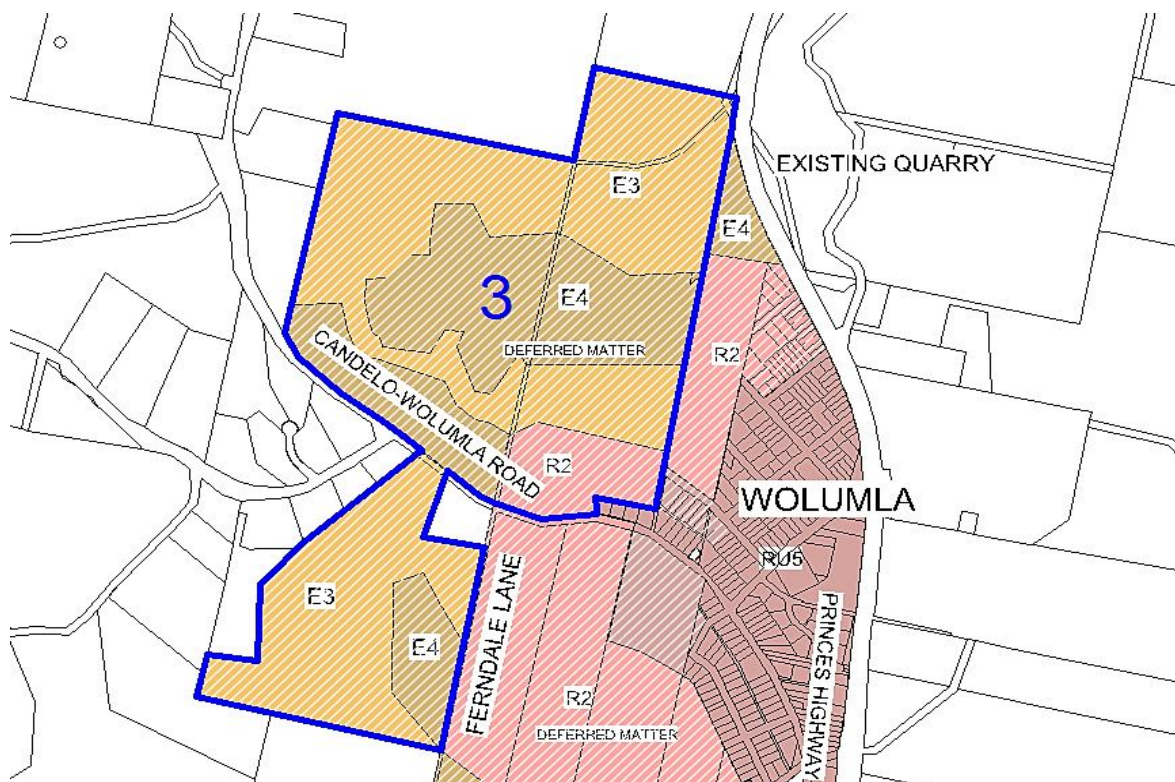 EXISTING QUARRY
E3
E4
3
E4
CANDELO-WOLUMLA ROAD
DEFERRED MATTER
R2
R2
WOLUMLA
RU5
E3
E4
FERNDALE LANE
PRINCES HIGHWAY
R2
DEFERRED MATTER